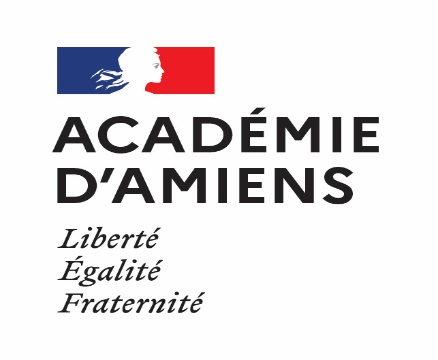 ACADÉMIE
D'AMIENS
Liberté
Égalité
Fraternité